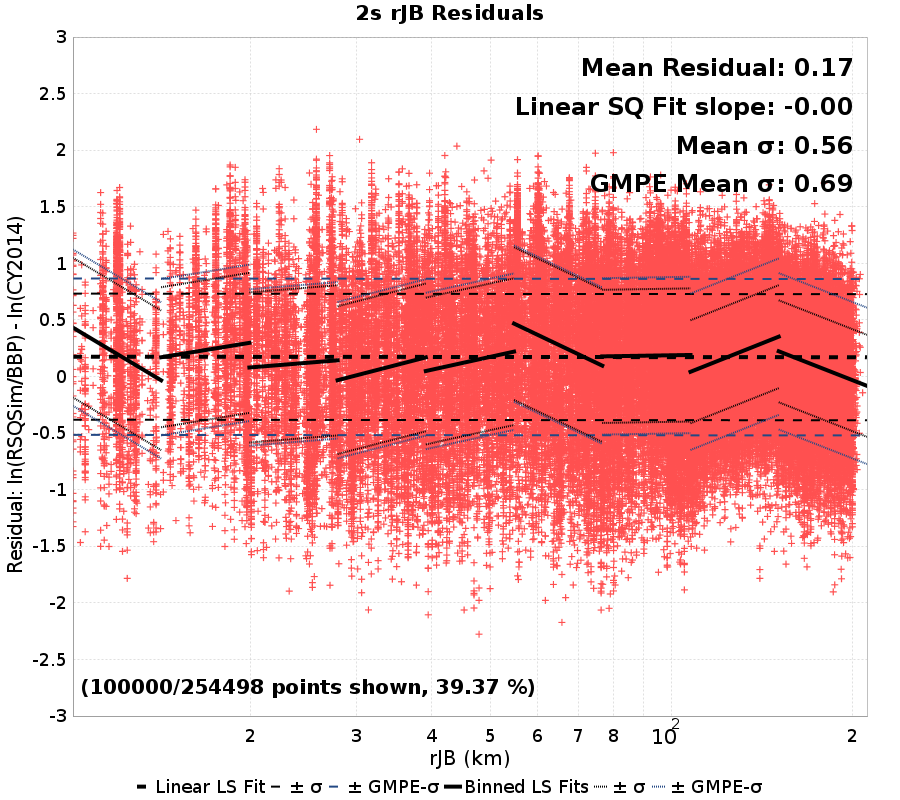 2s rJB Residuals
Mean Residual: 0.17
Linear SQ Fit slope: -0.00
Mean σ: 0.56
GMPE Mean σ: 0.69
Residual: ln(RSQSim/BBP) - ln(CY2014)
3
2.5
2
1.5
1
0.5
0
-0.5
-1
-1.5
-2
-2.5
-3
(100000/254498 points shown, 39.37 %)
2 3 4 5 6 7 8 10² 2
rJB (km)
Linear LS Fit ± σ ± GMPE-σ Binned LS Fits ± σ ± GMPE-σ